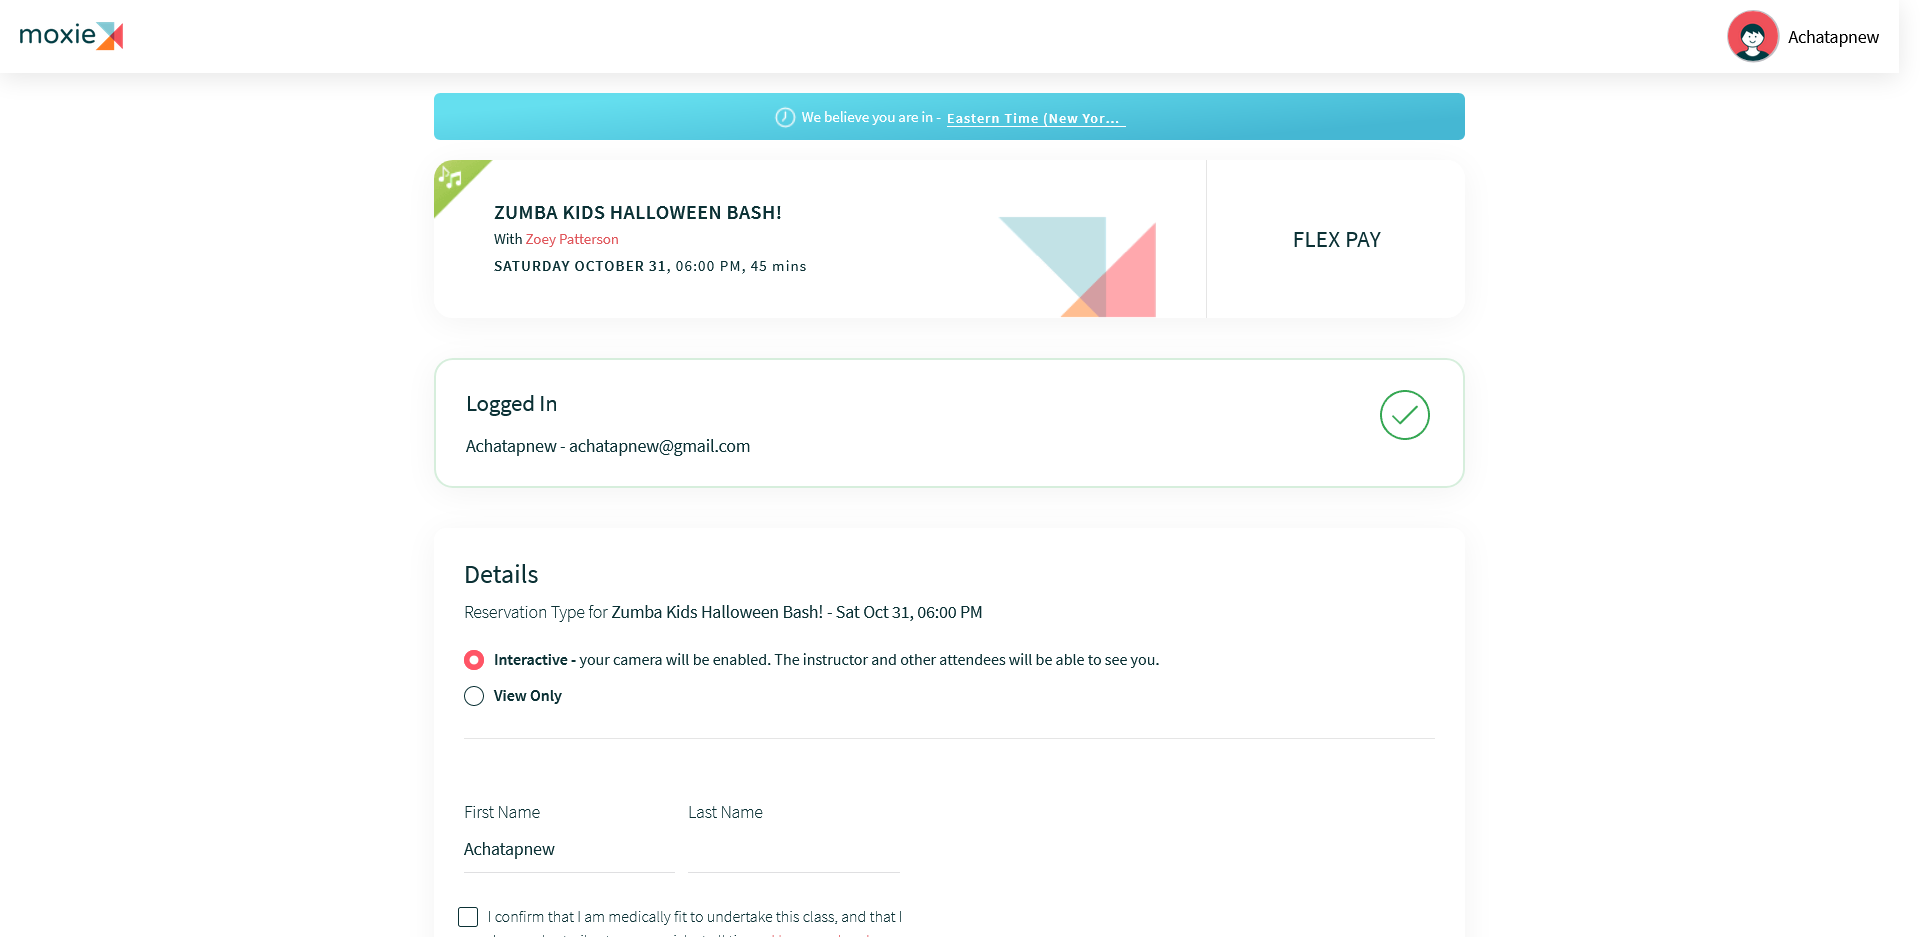 moxie
Achatapnew
We believe you are in - Eastern Time (New Yor...
ZUMBA KIDS HALLOWEEN BASH!
With Zoey Patterson
SATURDAY OCTOBER 31, 06:00 PM, 45 mins
FLEX PAY
Logged In
Achatapnew - achatapnew@gmail.com
Details
Reservation Type for Zumba Kids Halloween Bash! - Sat Oct 31, 06:00 PM
Interactive - your camera will be enabled. The instructor and other attendees will be able to see you.
View Only
First Name
Last Name
Achatapnew
I confirm that I am medically fit to undertake this class, and that I